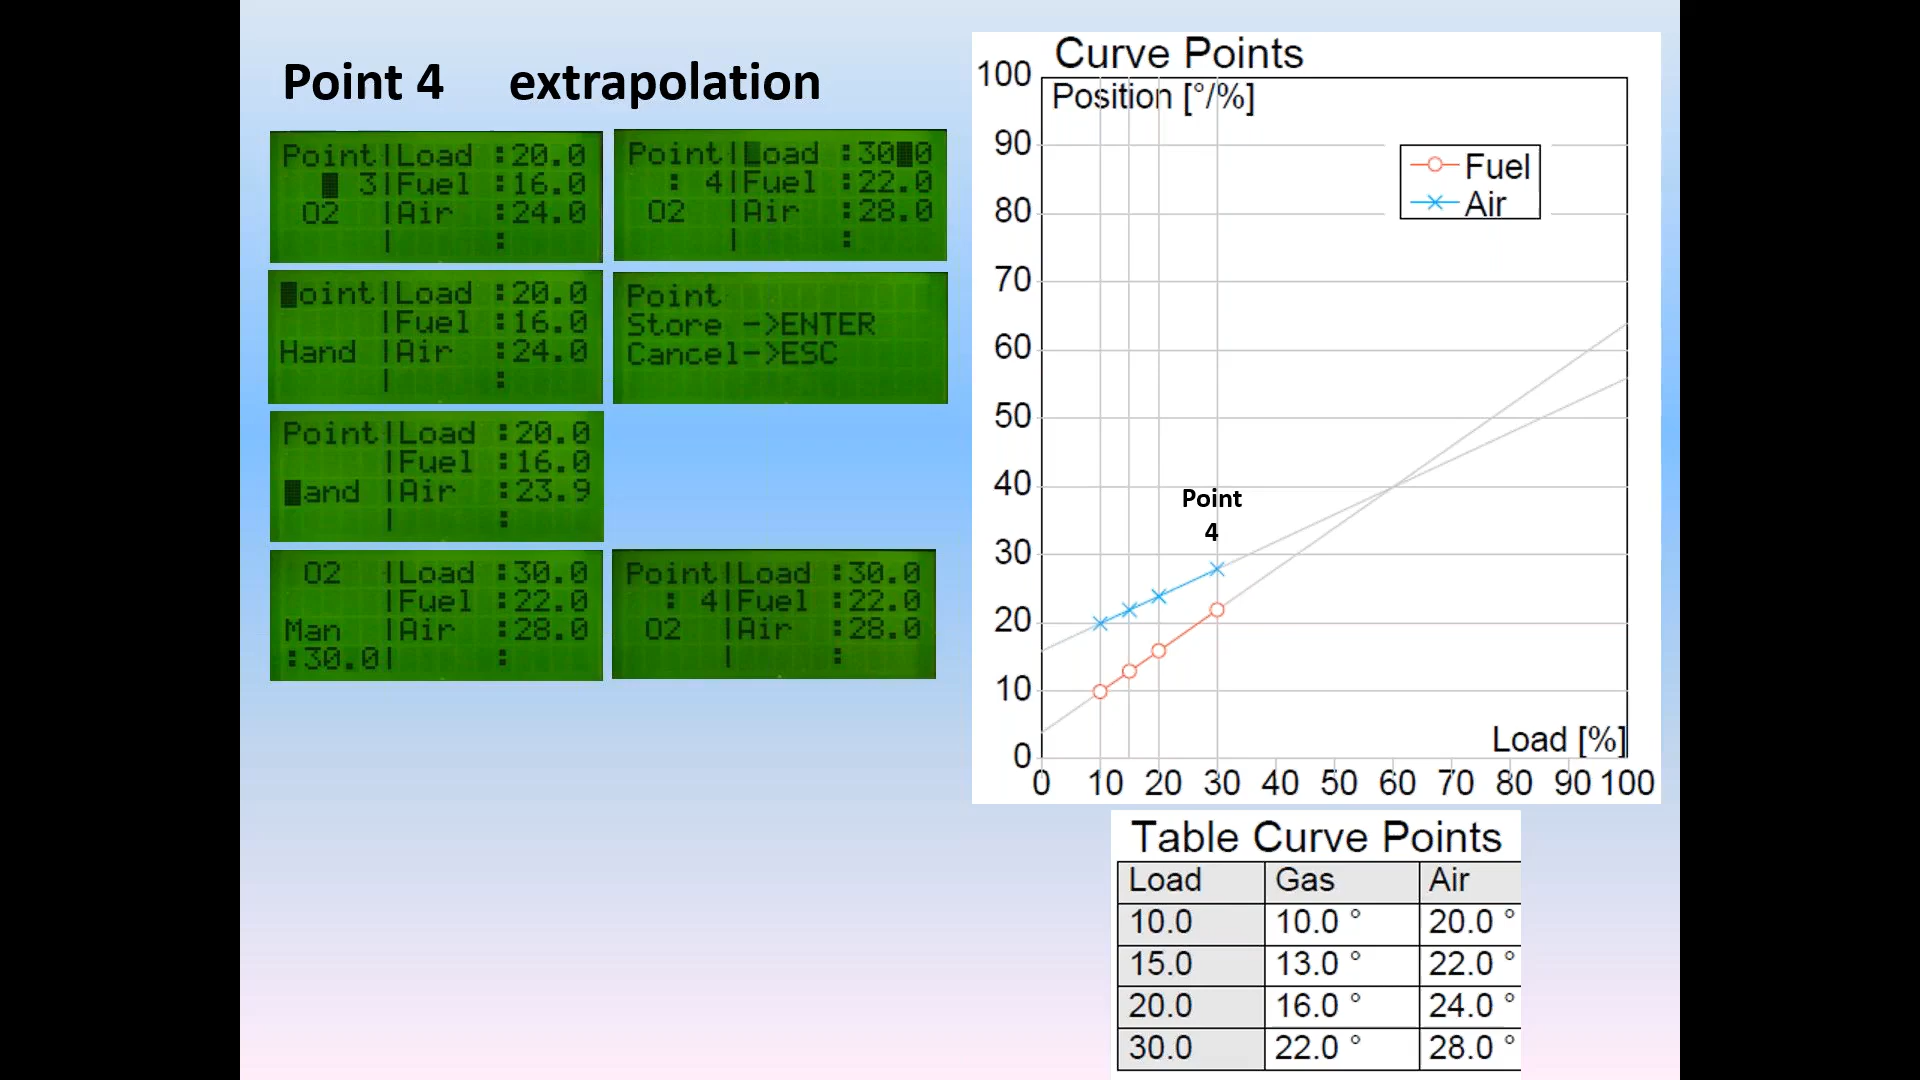 Point 4 extrapolation
Point|Load :20.0
3|Fuel :16.0
O2 |Air :24.0
| :
Point|Load :30 0
: 4|Fuel :22.0
O2 |Air :28.0
| :
oint|Load :20.0
|Fuel :16.0
Hand |Air :24.0
| :
Point
Store ->ENTER
Cancel->ESC
Point|Load :20.0
|Fuel :16.0
and |Air :23.9
| :
O2 |Load :30.0
|Fuel :22.0
Man |Air :28.0
:30.0| :
Point|Load :30.0
: 4|Fuel :22.0
O2 |Air :28.0
| :
Curve Points
Position [°/%]
100
90
80
70
60
50
40
30
20
10
0
Fuel
Air
Point
4
Load [%]
0 10 20 30 40 50 60 70 80 90 100
Table Curve Points
Load Gas Air
10.0 10.0 ° 20.0 °
15.0 13.0 ° 22.0 °
20.0 16.0 ° 24.0 °
30.0 22.0 ° 28.0 °